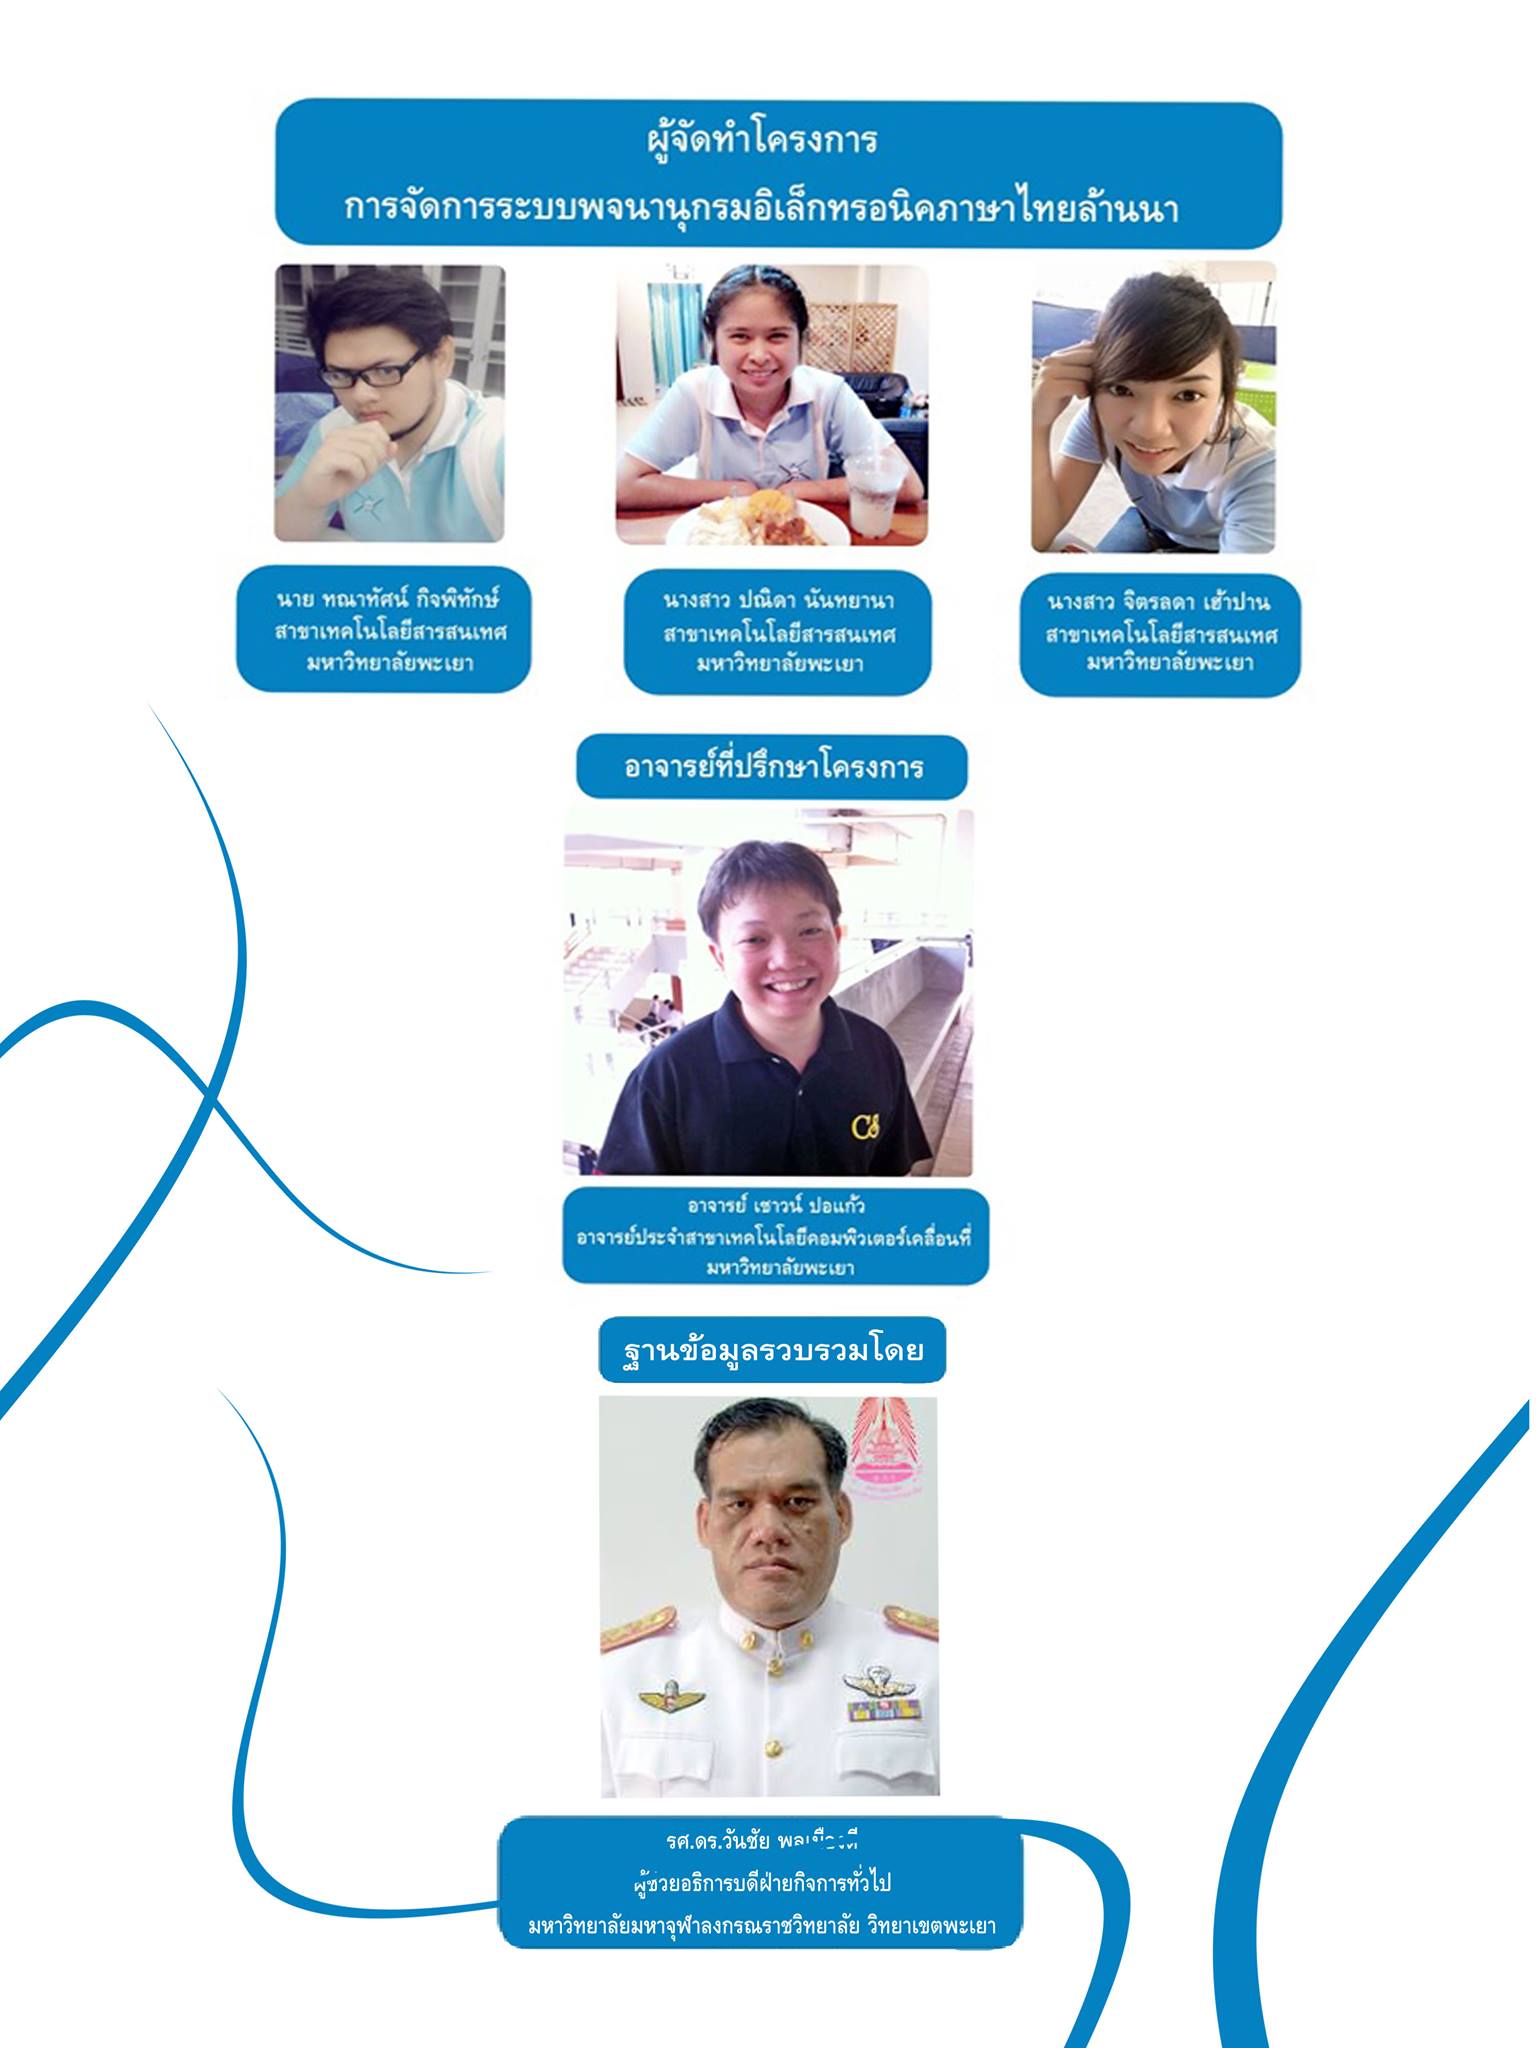 ผู้จัดทำโครงการ
การจัดการระบบพจนานุกรมอิเล็กทรอนิคภาษาไทยล้านนา
นาย ทณาทัศน์ กิจพิทักษ์
สาขาเทคโนโลยีสารสนเทศ
มหาวิทยาลัยพะเยา
นางสาว ปณิดา นันทยานา
สาขาเทคโนโลยีสารสนเทศ
มหาวิทยาลัยพะเยา
นางสาว จิตรลดา เฮ้าปาน
สาขาเทคโนโลยีสารสนเทศ
มหาวิทยาลัยพะเยา
อาจารย์ที่ปรึกษาโครงการ
CS
อาจารย์ เชาวน์ ปอแก้ว
อาจารย์ประจำสาขาเทคโนโลยีคอมพิวเตอร์เคลื่อนที่
มหาวิทยาลัยพะเยา
ฐานข้อมูลรวบรวมโดย
รศ.ดร.วันชัย
ผู้ช่วยอธิการบดีฝ่ายกิจการทั่วไป
มหาวิทยาลัยมหาจุฬาลงกรณราชวิทยาลัย วิทยาเขตพะเยา